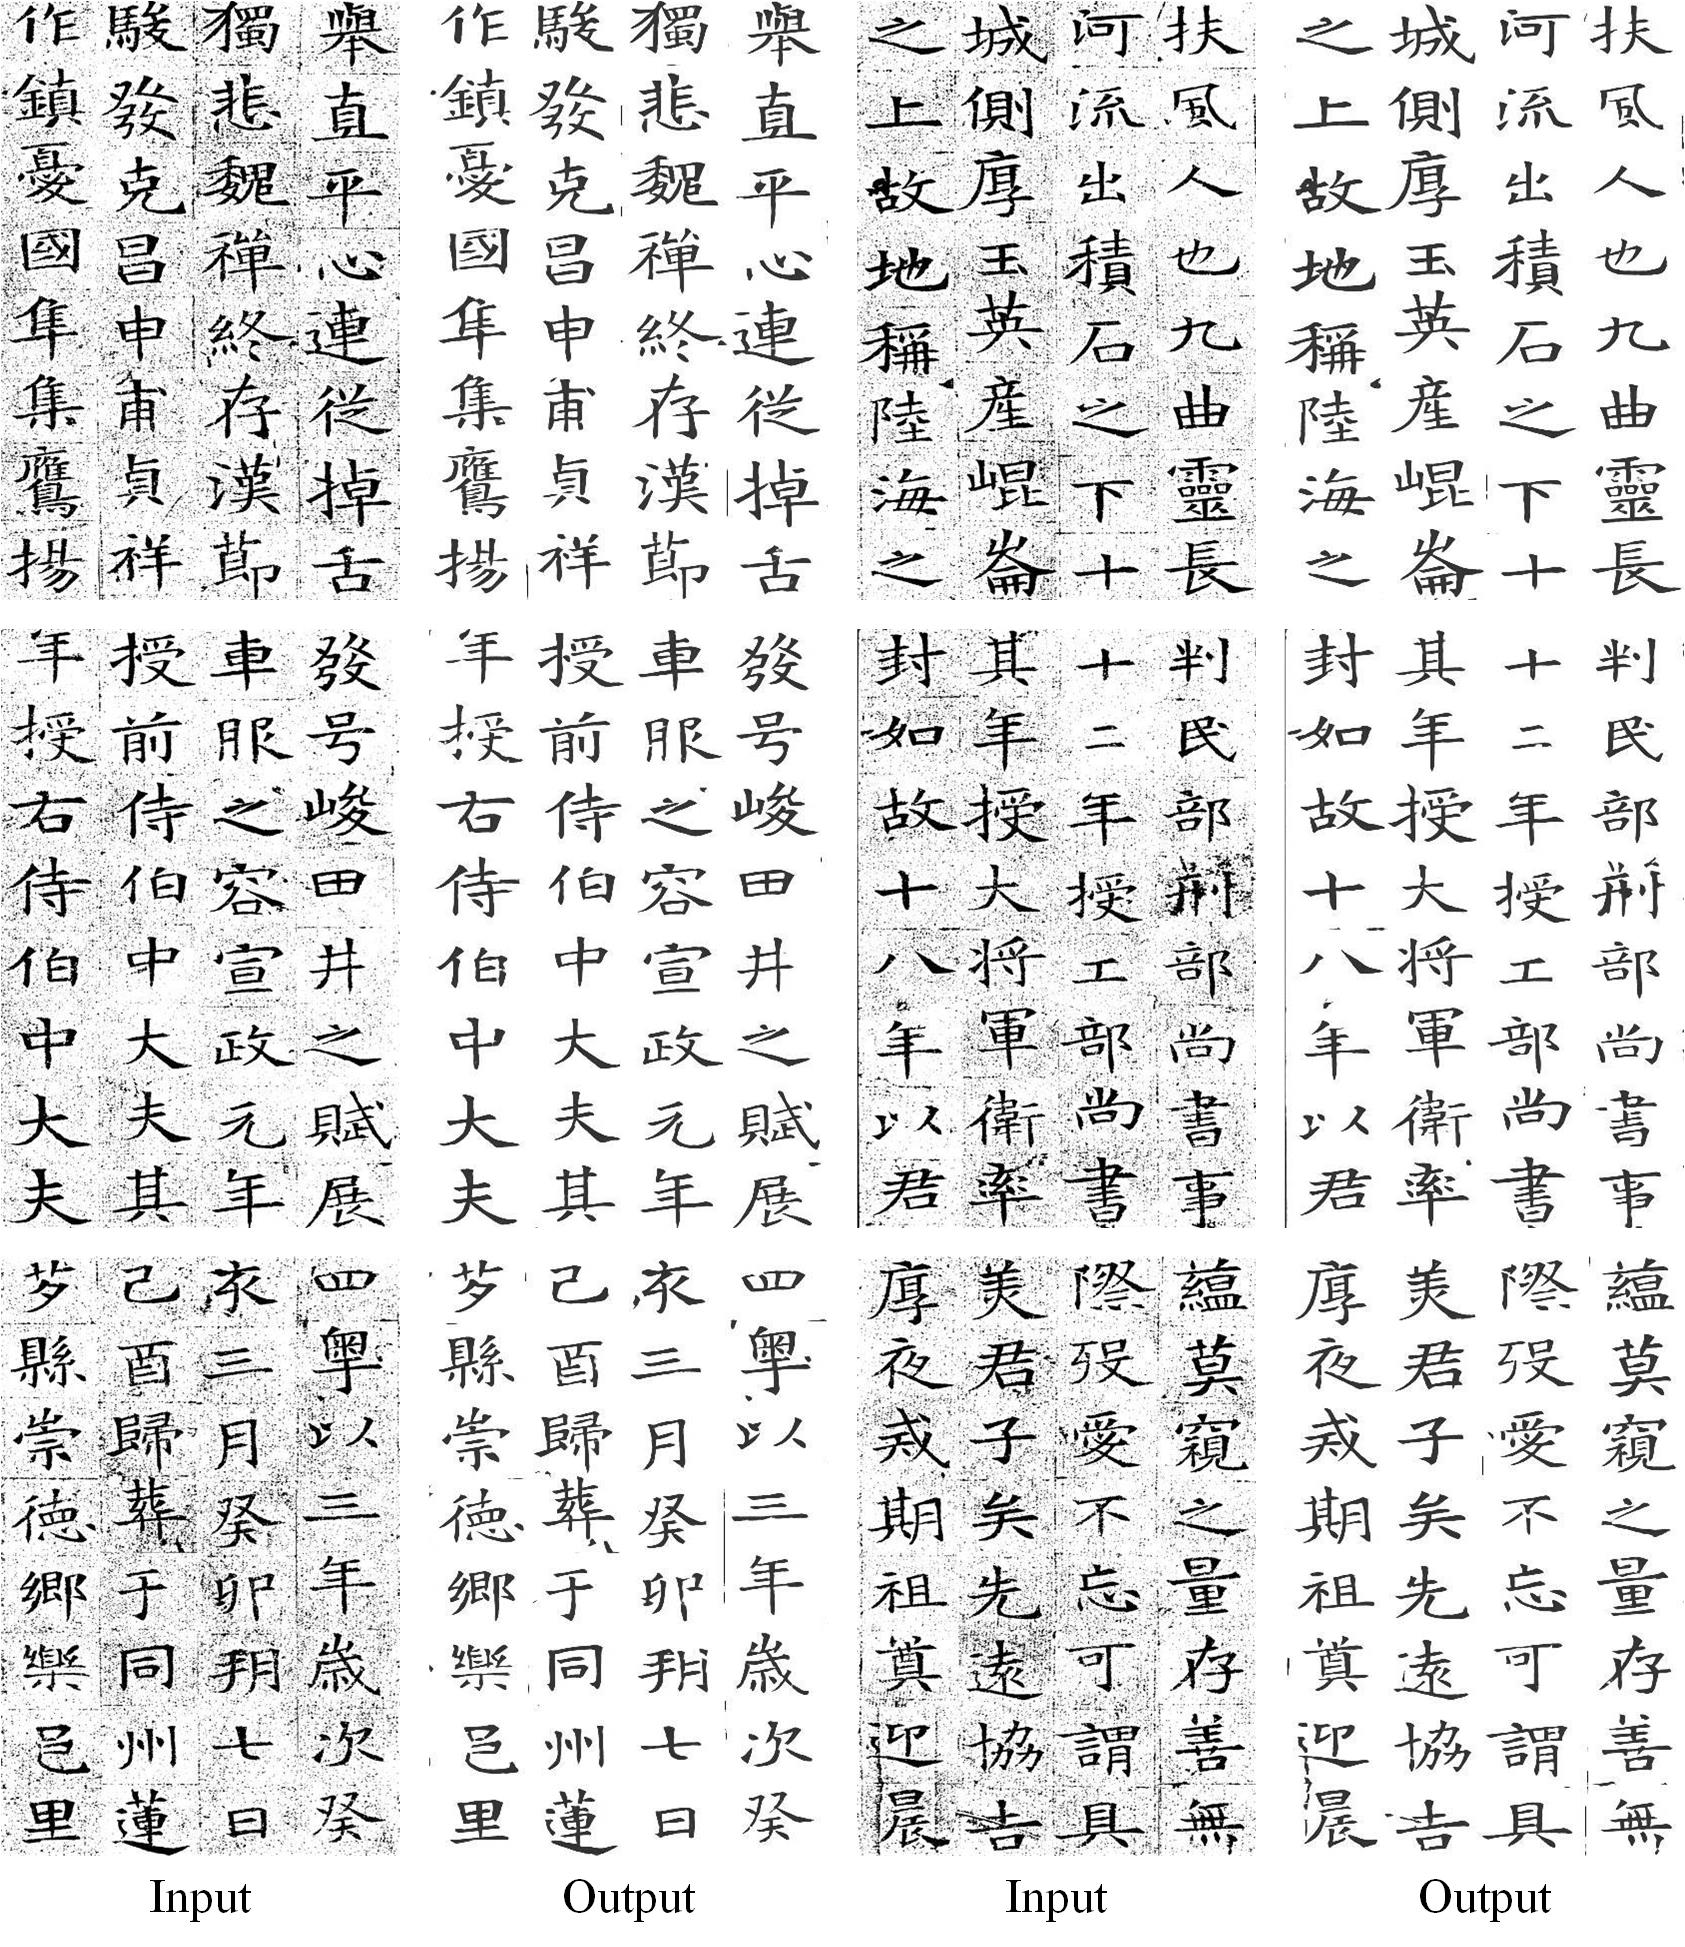 舉直平心連從掉舌
獨悲魏禪終存漢節
駿發克昌申甫貞祥
作鎮憂國隼集鷹揚
舉直平心連從掉舌
獨悲魏禪終存漢節
駿發克昌申甫貞祥
作鎮憂國隼集鷹揚
扶風人也九曲靈長
河流出積石之下十
城側厚玉英産崐崙
之上故地稱陸海之
扶風人也九曲靈長
河流出積石之下十
城側厚玉英産崐崙
之上故地稱陸海之
發号峻田井之賦展
車服之容宣政元年
授前侍伯中大夫其
年授右侍伯中大夫
發号峻田井之賦展
車服之容宣政元年
授前侍伯中大夫其
年授右侍伯中大夫
判民部荊部尚書事
十二年授工部尚書
其年授大将軍衛率
封如故十八年以君
判民部荊部尚書事
十二年授工部尚書
其年授大将軍衛率
封如故十八年以君
四粤以三年歲次癸
亥三月癸卯朔七日
己酉歸葬于同州蓮
芍縣崇德鄉樂邑里
四粤以三年歲次癸
亥三月癸卯朔七日
己酉歸葬于同州蓮
芍縣崇德鄉樂邑里
蘊莫窺之量存善無
際歿愛不忘可謂具
美君子矣先遠協吉
厚夜戒期祖奠迎晨
蘊莫窺之量存善無
際歿愛不忘可謂具
美君子矣先遠協吉
厚夜戒期祖奠迎晨
Input
Output
Input
Output